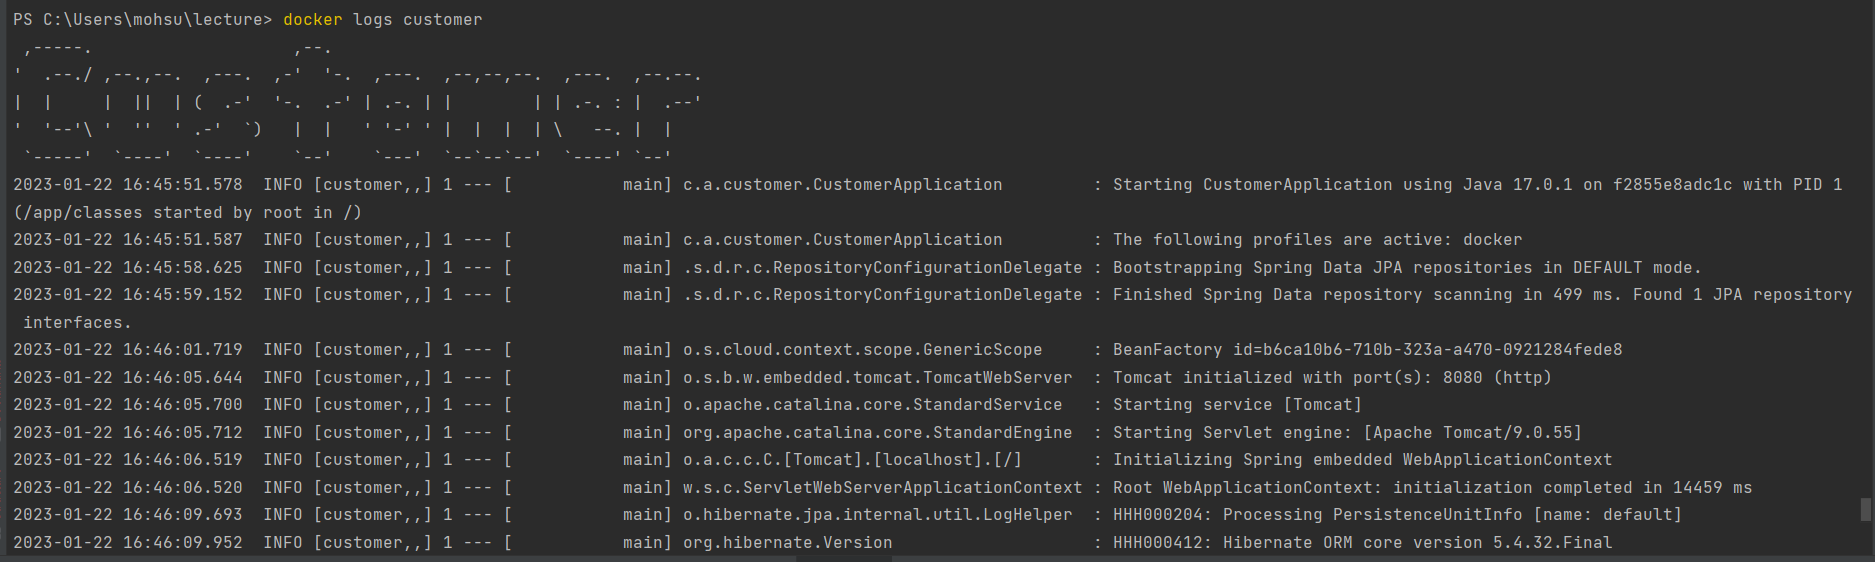 PS C:\Users\mohsu\lecture> docker logs customer
 ,-----.                    ,--.
'  .--./ ,--.,--.  ,---.  ,-'  '-.  ,---.  ,--,--,--.  ,---.  ,--.--.
|  |     |  ||  | (  .-'  '-.  .-' | .-. | |        | | .-. : |  .--'
'  '--'\ '  ''  ' .-'  `)   |  |   ' '-' ' |  |  |  | \   --. |  |
 `-----'  `----'  `----'    `--'    `---'  `--`--`--'  `----' `--'
2023-01-22 16:45:51.578  INFO [customer,,] 1 --- [           main] c.a.customer.CustomerApplication         : Starting CustomerApplication using Java 17.0.1 on f2855e8adc1c with PID 1
(/app/classes started by root in /)
2023-01-22 16:45:51.587  INFO [customer,,] 1 --- [           main] c.a.customer.CustomerApplication         : The following profiles are active: docker
2023-01-22 16:45:58.625  INFO [customer,,] 1 --- [           main] .s.d.r.c.RepositoryConfigurationDelegate : Bootstrapping Spring Data JPA repositories in DEFAULT mode.
2023-01-22 16:45:59.152  INFO [customer,,] 1 --- [           main] .s.d.r.c.RepositoryConfigurationDelegate : Finished Spring Data repository scanning in 499 ms. Found 1 JPA repository
 interfaces.
2023-01-22 16:46:01.719  INFO [customer,,] 1 --- [           main] o.s.cloud.context.scope.GenericScope     : BeanFactory id=b6ca10b6-710b-323a-a470-0921284fede8
2023-01-22 16:46:05.644  INFO [customer,,] 1 --- [           main] o.s.b.w.embedded.tomcat.TomcatWebServer  : Tomcat initialized with port(s): 8080 (http)
2023-01-22 16:46:05.700  INFO [customer,,] 1 --- [           main] o.apache.catalina.core.StandardService   : Starting service [Tomcat]
2023-01-22 16:46:05.712  INFO [customer,,] 1 --- [           main] org.apache.catalina.core.StandardEngine  : Starting Servlet engine: [Apache Tomcat/9.0.55]
2023-01-22 16:46:06.519  INFO [customer,,] 1 --- [           main] o.a.c.c.C.[Tomcat].[localhost].[/]       : Initializing Spring embedded WebApplicationContext
2023-01-22 16:46:06.520  INFO [customer,,] 1 --- [           main] w.s.c.ServletWebServerApplicationContext : Root WebApplicationContext: initialization completed in 14459 ms
2023-01-22 16:46:09.693  INFO [customer,,] 1 --- [           main] o.hibernate.jpa.internal.util.LogHelper  : HHH000204: Processing PersistenceUnitInfo [name: default]
2023-01-22 16:46:09.952  INFO [customer,,] 1 --- [           main] org.hibernate.Version                    : HHH000412: Hibernate ORM core version 5.4.32.Final